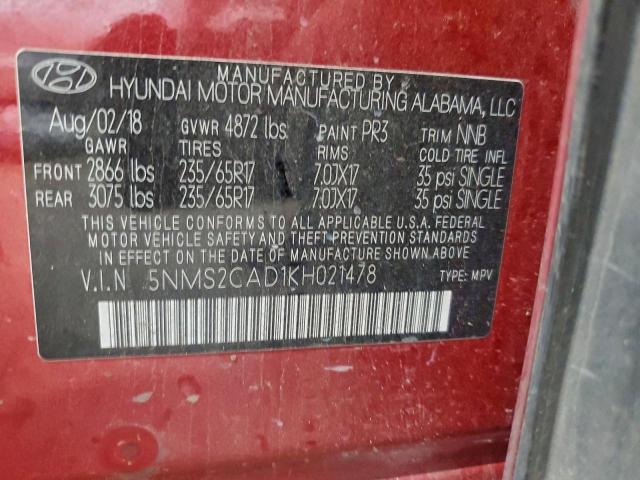 MANUFACTURED BY
HYUNDAI MOTOR MANUFACTURING ALABAMA, LLC
Aug/02/18 GVWR 4872 lbs PAINT PR3 TRIM NNB
GAWR TIRES RIMS COLD TIRE INFL
FRONT 2866 lbs 235/65R17 7.0JX17 35 psi SINGLE
REAR 3075 lbs 235/65R17 7.0JX17 35 psi SINGLE
THIS VEHICLE CONFORMS TO ALL APPLICABLE U.S.A. FEDERAL
MOTOR VEHICLE SAFETY AND THEFT PREVENTION STANDARDS
IN EFFECT ON THE DATE OF MANUFACTURE SHOWN ABOVE.
V.I.N 5NMS2CAD1KH021478 TYPE: MPV